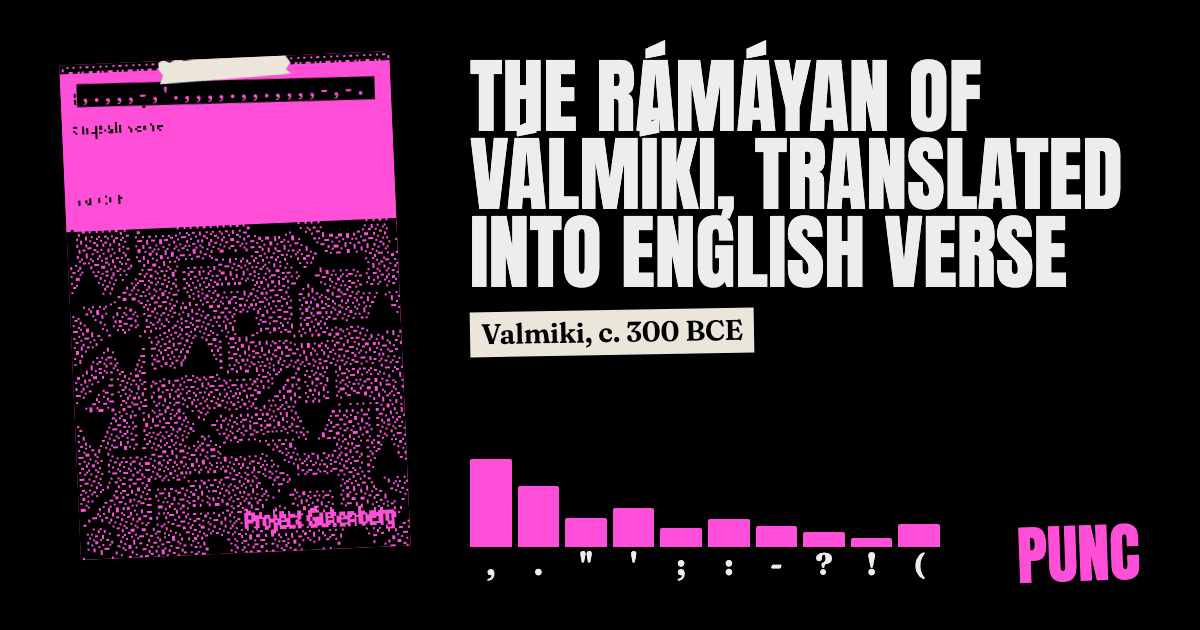 THE RÁMÁYAN OF
VÁLMÍKI, TRANSLATED
INTO ENGLISH VERSE
Valmiki, c. 300 BCE
Project Gutenberg
, . " ' ; : - ? ! (
PUNC